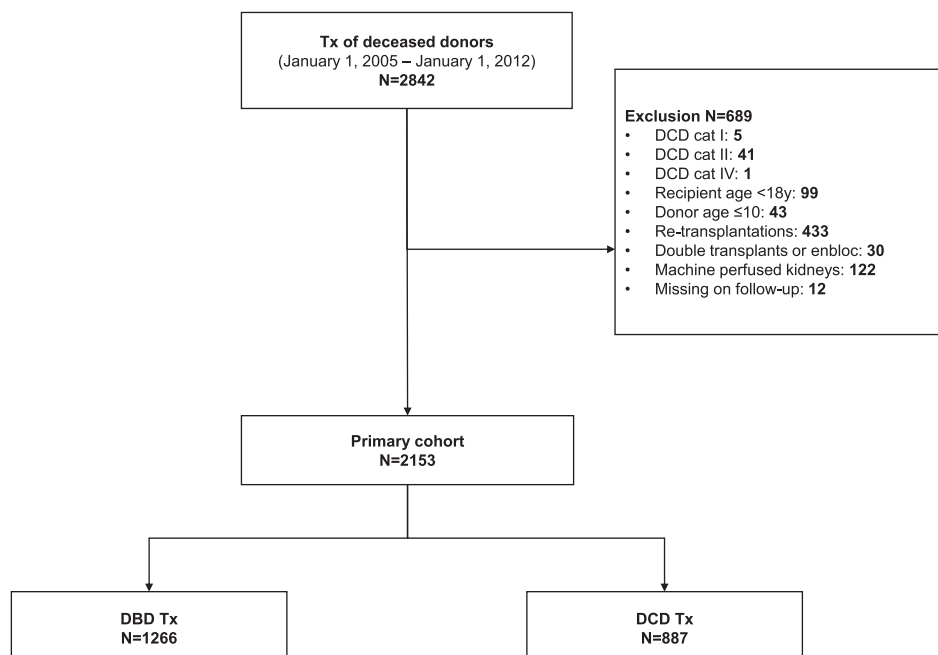 Tx of deceased donors
(January 1, 2005 – January 1, 2012)
N=2842
Exclusion N=689
• DCD cat I: 5
• DCD cat II: 41
• DCD cat IV: 1
• Recipient age <18y: 99
• Donor age ≤10: 43
• Re-transplantations: 433
• Double transplants or enbloc: 30
• Machine perfused kidneys: 122
• Missing on follow-up: 12
Primary cohort
N=2153
DBD Tx
N=1266
DCD Tx
N=887